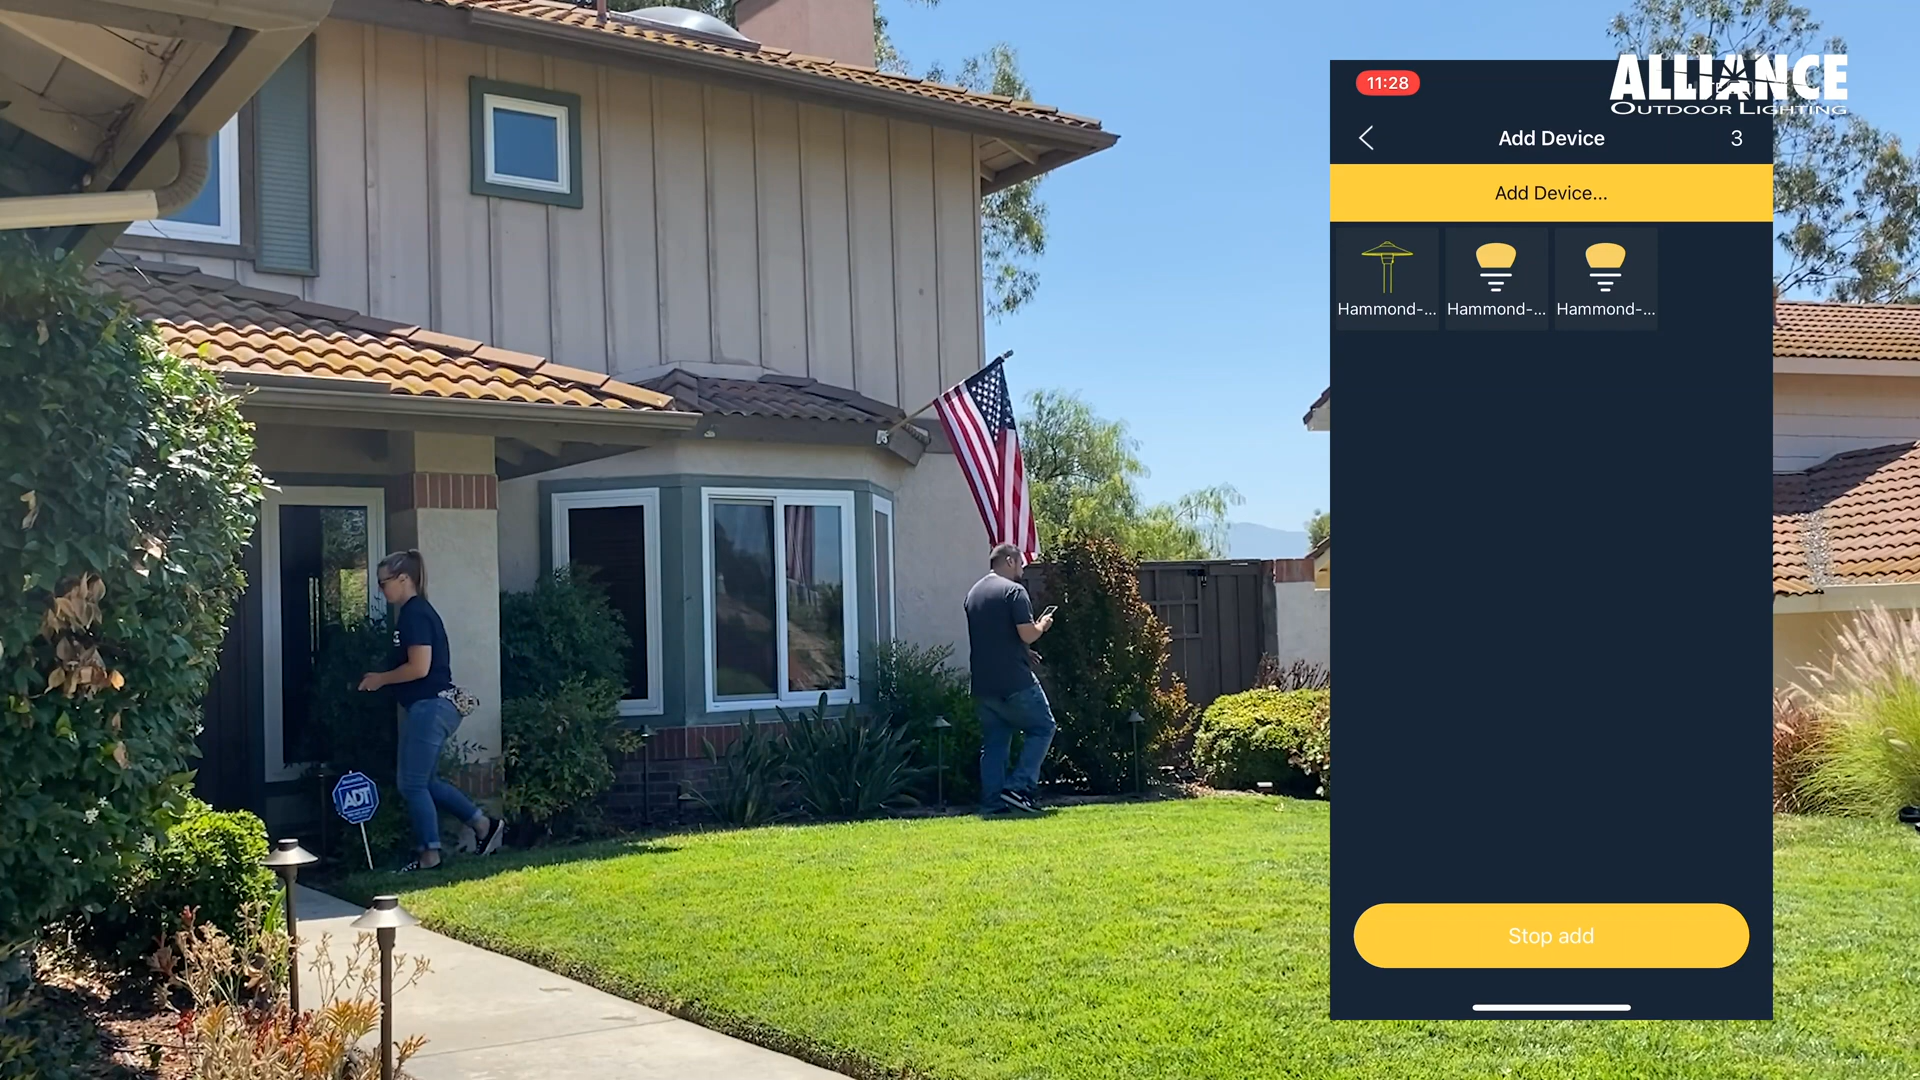 ALLIANCE
OUTDOOR LIGHTING
11:28
Add Device
3
Add Device...
Hammond-...
Hammond-...
Hammond-...
Stop add
ADT